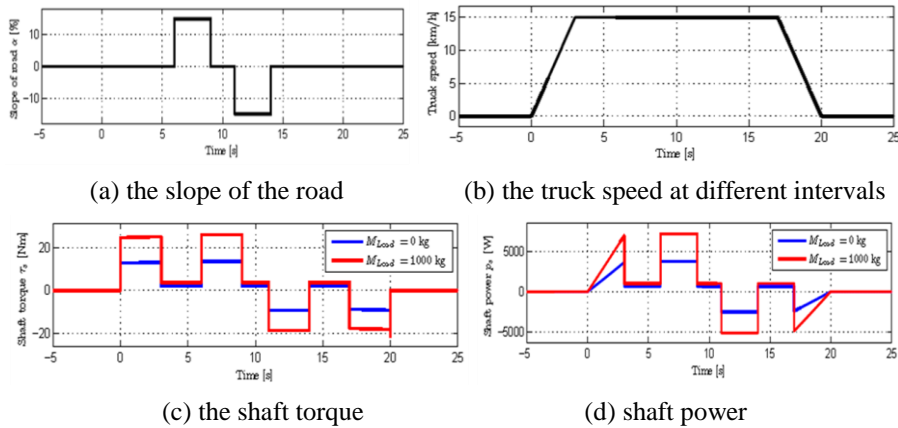 Slope of road α [%]
10
0
−10
−5 0 5 10 15 20 25
Time [s]
(a) the slope of the road
Truck speed [km/h]
15
10
5
0
−5 0 5 10 15 20 25
Time [s]
(b) the truck speed at different intervals
Shaft torque τs [Nm]
20
0
−20
M Load = 0 kg
M Load = 1000 kg
−5 0 5 10 15 20 25
Time [s]
(c) the shaft torque
Shaft power ps [W]
5000
0
−5000
M Load = 0 kg
M Load = 1000 kg
−5 0 5 10 15 20 25
Time [s]
(d) shaft power